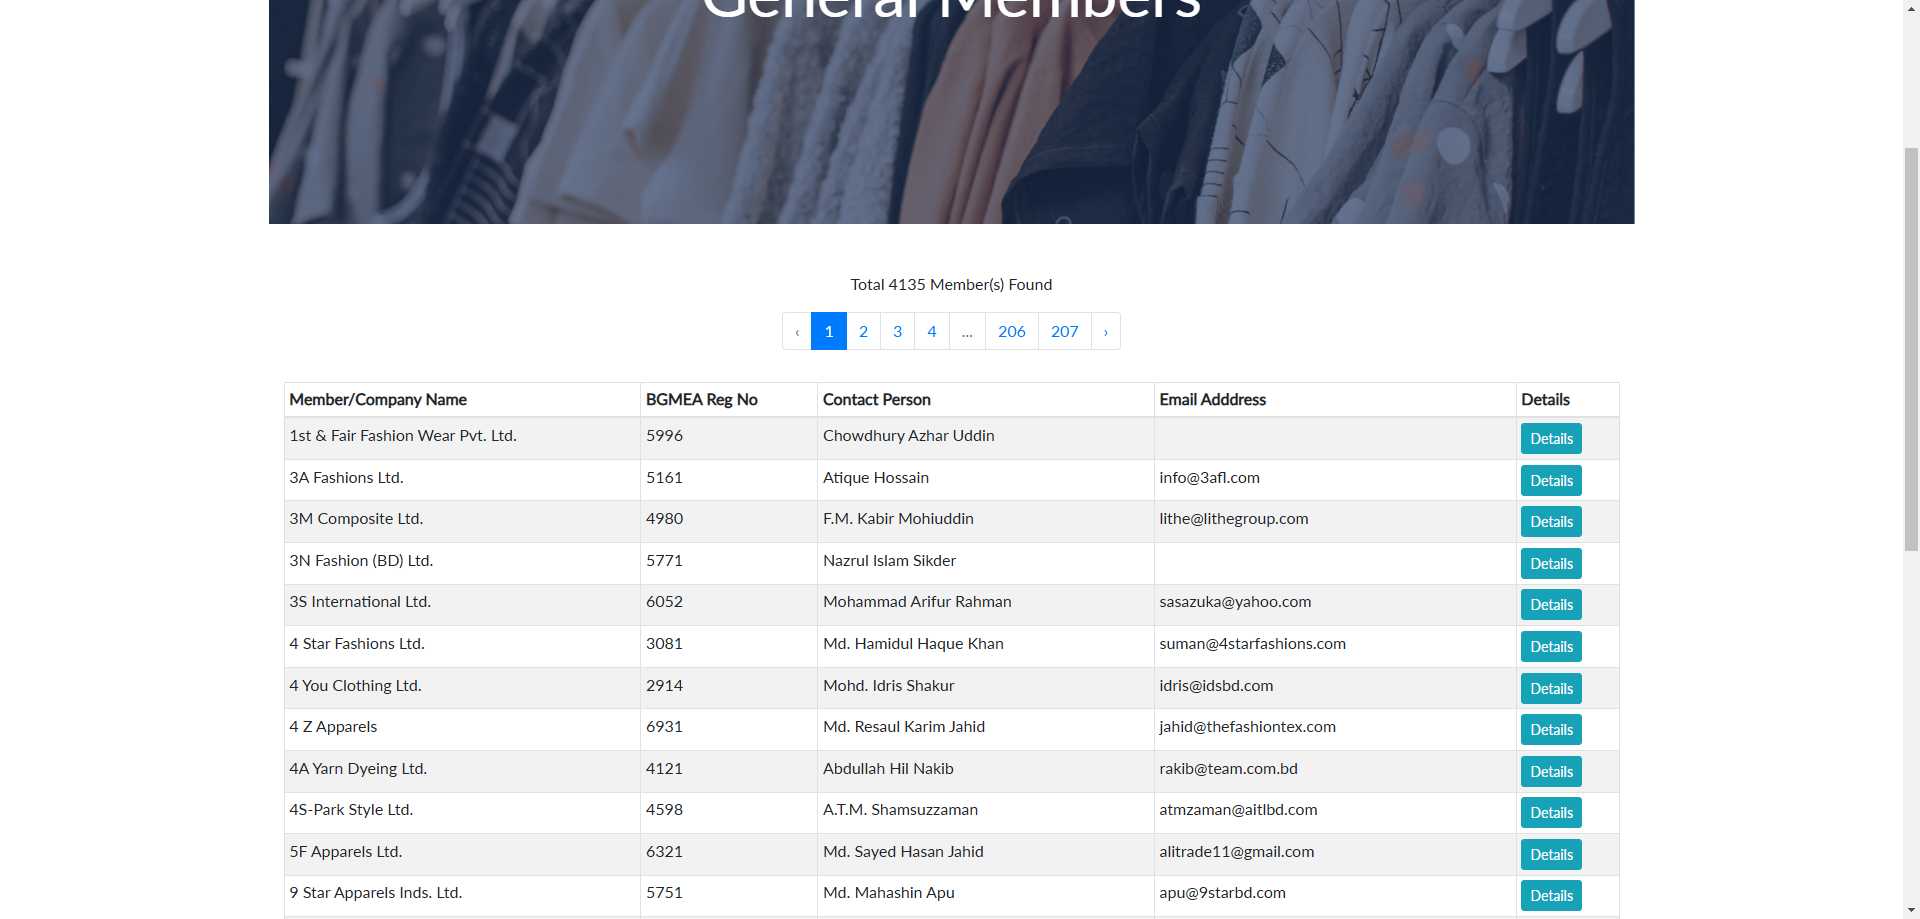 General Members
Total 4135 Member(s) Found
‹ 1 2 3 4 ... 206 207 ›
Member/Company Name BGMEA Reg No Contact Person Email Adddress Details
1st & Fair Fashion Wear Pvt. Ltd. 5996 Chowdhury Azhar Uddin Details
3A Fashions Ltd. 5161 Atique Hossain info@3afl.com Details
3M Composite Ltd. 4980 F.M. Kabir Mohiuddin lithe@lithegroup.com Details
3N Fashion (BD) Ltd. 5771 Nazrul Islam Sikder Details
3S International Ltd. 6052 Mohammad Arifur Rahman sasazuka@yahoo.com Details
4 Star Fashions Ltd. 3081 Md. Hamidul Haque Khan suman@4starfashions.com Details
4 You Clothing Ltd. 2914 Mohd. Idris Shakur idris@idsbd.com Details
4 Z Apparels 6931 Md. Resaul Karim Jahid jahid@thefashiontex.com Details
4A Yarn Dyeing Ltd. 4121 Abdullah Hil Nakib rakib@team.com.bd Details
4S-Park Style Ltd. 4598 A.T.M. Shamsuzzaman atmzaman@aitlbd.com Details
5F Apparels Ltd. 6321 Md. Sayed Hasan Jahid alitrade11@gmail.com Details
9 Star Apparels Inds. Ltd. 5751 Md. Mahashin Apu apu@9starbd.com Details